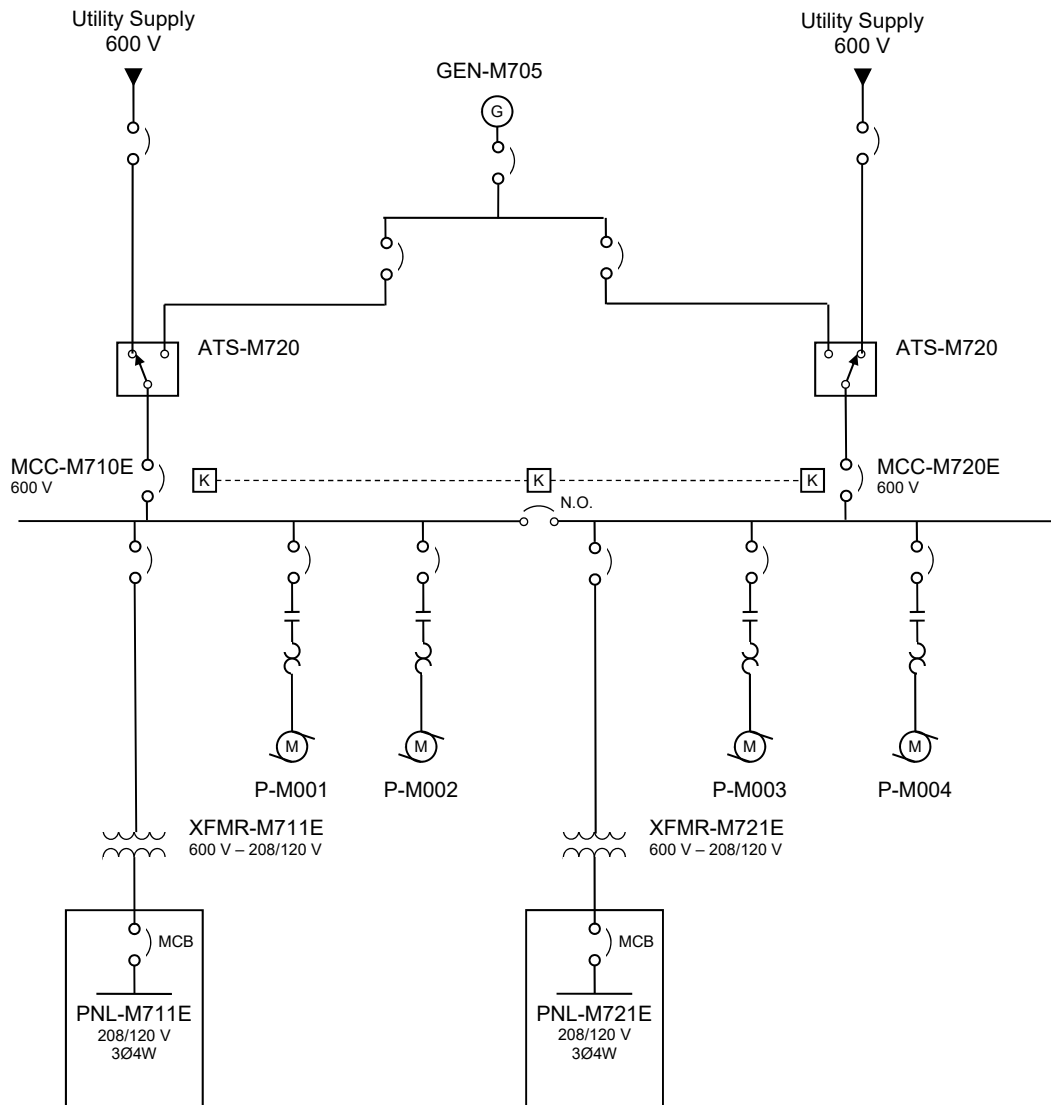 Utility Supply
600 V
Utility Supply
600 V
GEN-M705
G
ATS-M720
ATS-M720
MCC-M710E
600 V
K
K
K
MCC-M720E
600 V
N.O.
M
M
M
M
P-M001
P-M002
P-M003
P-M004
XFMR-M711E
600 V – 208/120 V
XFMR-M721E
600 V – 208/120 V
MCB
MCB
PNL-M711E
208/120 V
3Ø4W
PNL-M721E
208/120 V
3Ø4W